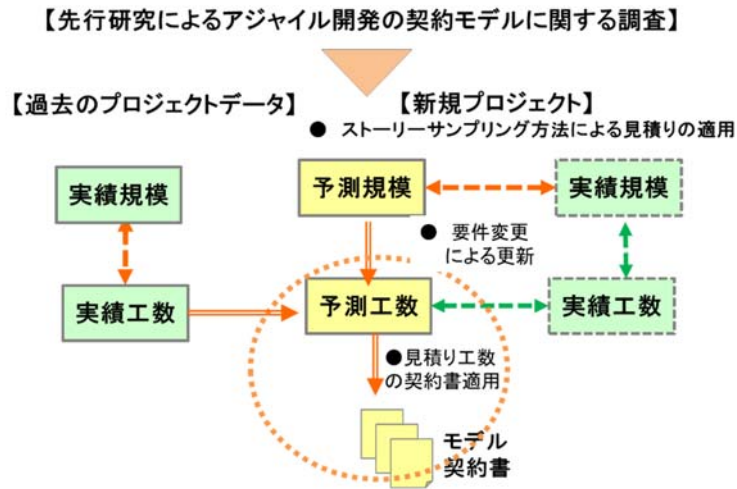 【先行研究によるアジャイル開発の契約モデルに関する調査】
【過去のプロジェクトデータ】
【新規プロジェクト】
● ストーリーサンプリング方法による見積りの適用
実績規模
予測規模
実績規模
● 要件変更
による更新
実績工数
予測工数
実績工数
●見積り工数
の契約書適用
モデル
契約書